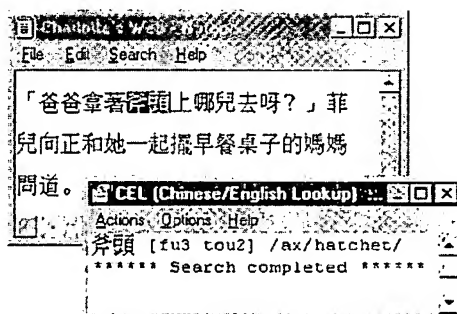 Charlotte's Web
File Edit Search Help
「爸爸拿著斧頭上哪兒去呀？」菲
兒向正和她一起擺早餐桌子的媽媽
問道。
CEL (Chinese/English Lookup)
Actions Options Help
斧頭 [fu3 tou2] /ax/hatchet/
****** Search completed ******